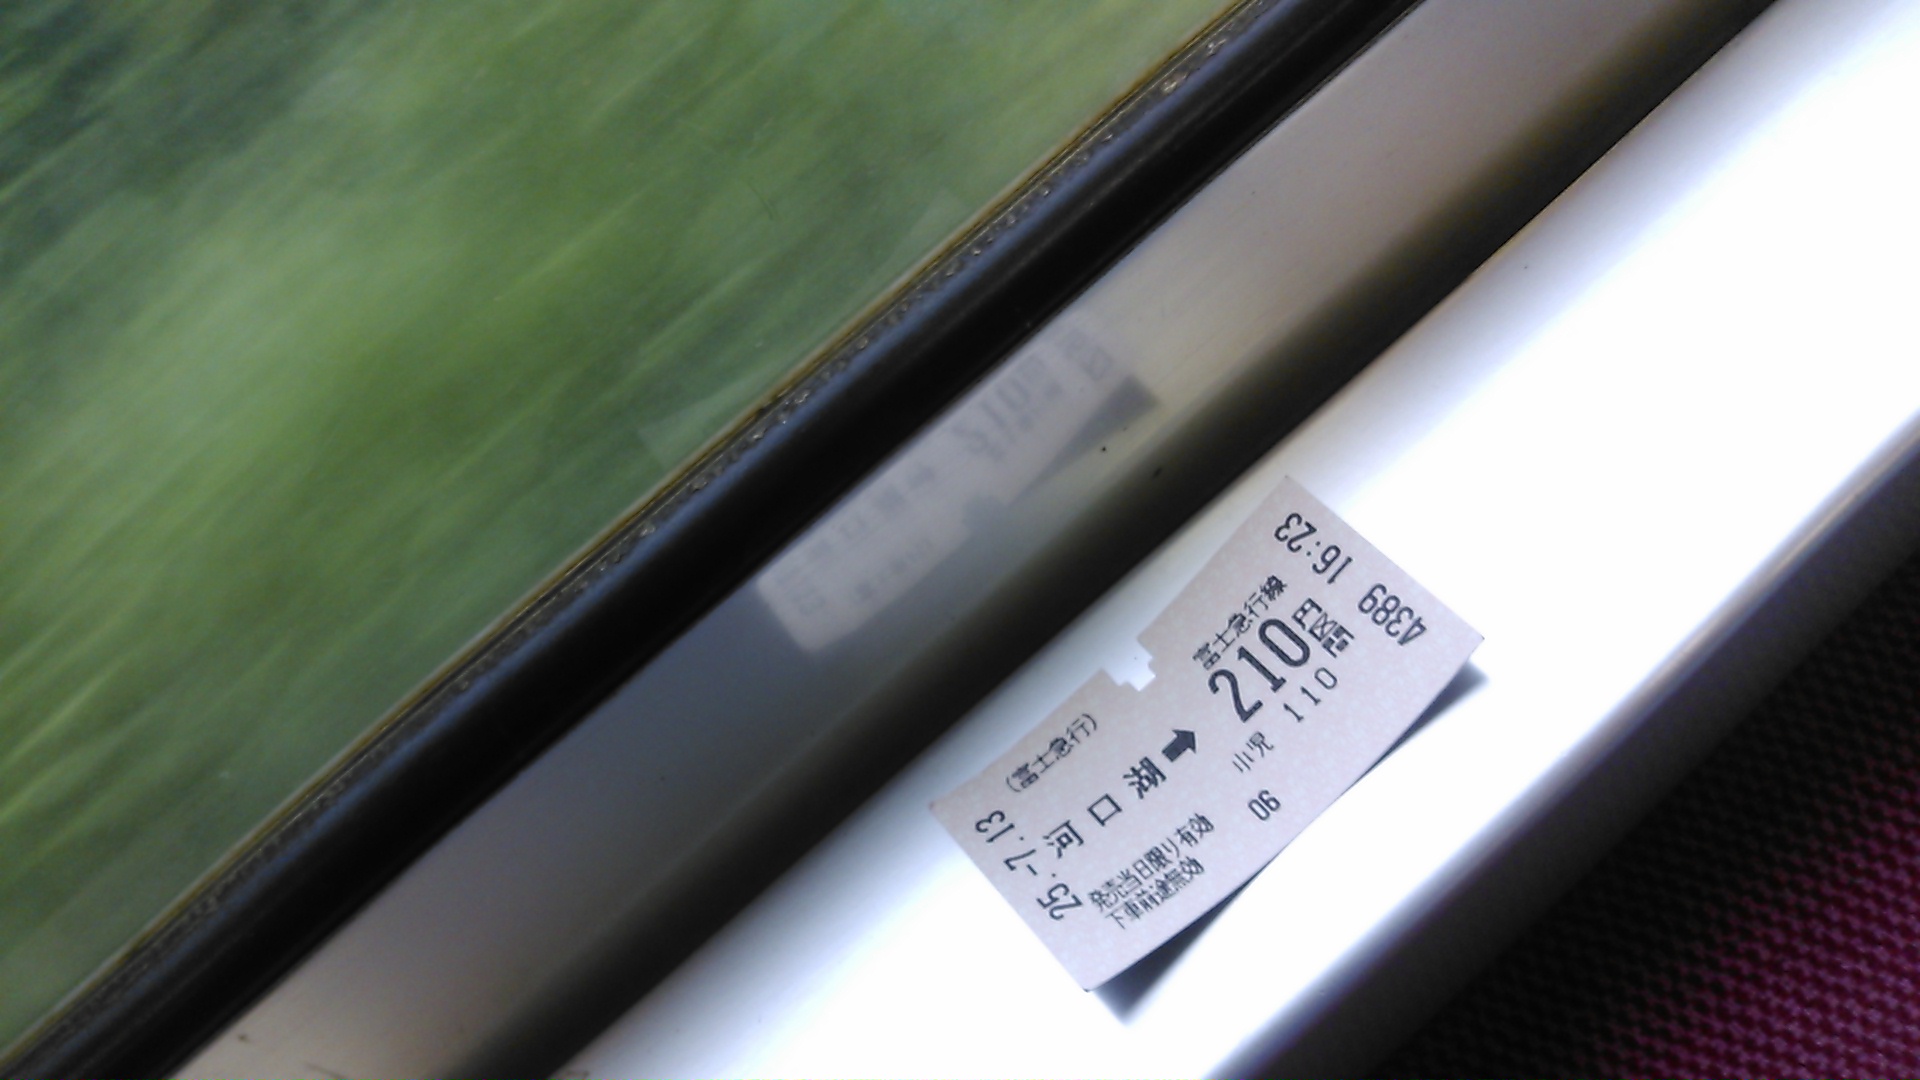 (富士急行)
25.-7.13
河口湖➡
富士急行線
210円区間
16:23
発売当日限り有効
下車前途無効
小児 110
06
4389